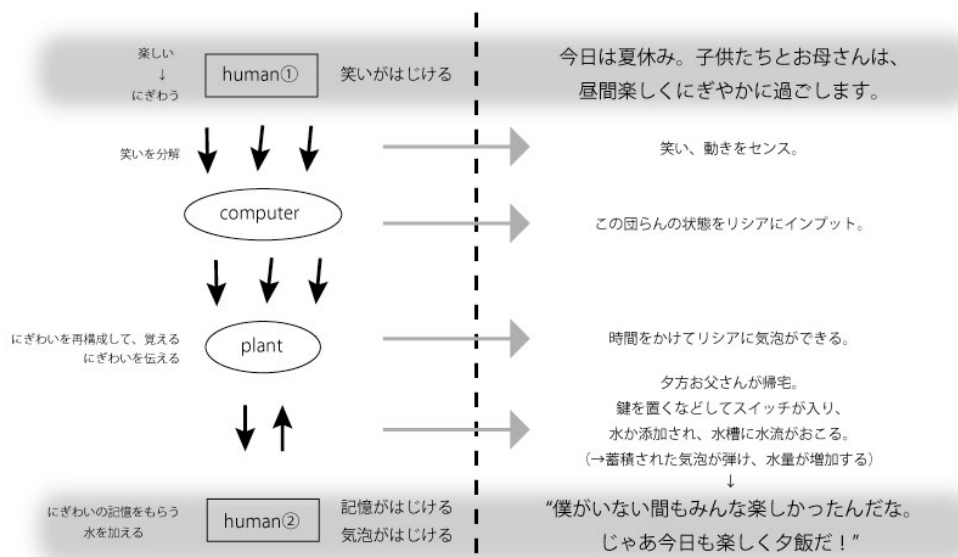 楽しい
↓
にぎわう
human①
笑いがはじける
今日は夏休み。子供たちとお母さんは、
昼間楽しくにぎやかに過ごします。
笑いを分解
笑い、動きをセンス。
computer
この団らんの状態をリシアにインプット。
にぎわいを再構成して、覚える
にぎわいを伝える
plant
時間をかけてリシアに気泡ができる。
夕方お父さんが帰宅。
鍵を置くなどしてスイッチが入り、
水か添加され、水槽に水流がおこる。
（→蓄積された気泡が弾け、水量が増加する）
↓
にぎわいの記憶をもらう
水を加える
human②
記憶がはじける
気泡がはじける
“僕がいない間もみんな楽しかったんだな。
じゃあ今日も楽しく夕飯だ！”